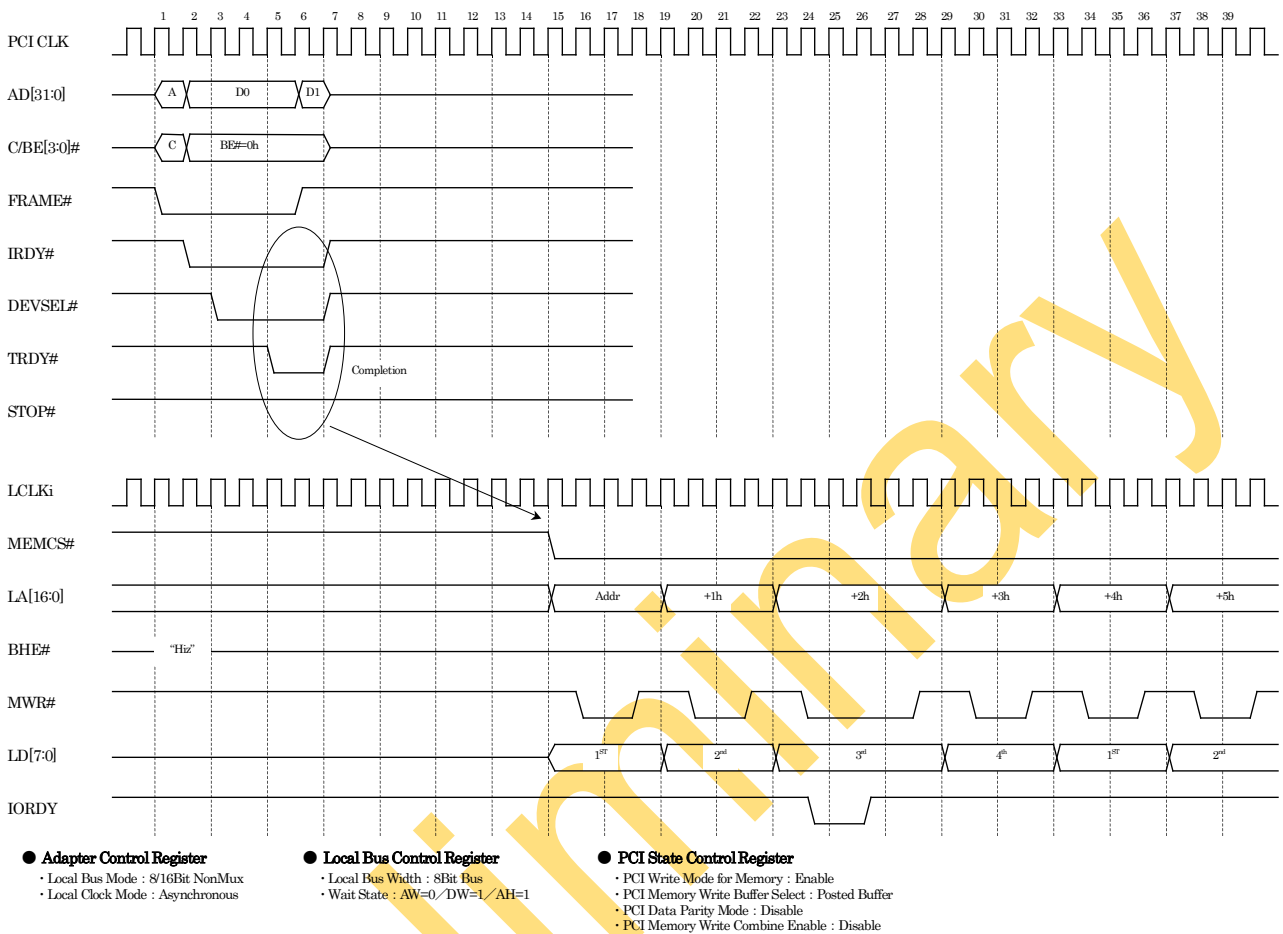 1 2 3 4 5 6 7 8 9 10 11 12 13 14 15 16 17 18 19 20 21 22 23 24 25 26 27 28 29 30 31 32 33 34 35 36 37 38 39
PCI CLK
AD[31:0] A D0 D1
C/BE[3:0]# C BE#=0h
FRAME#
IRDY#
DEVSEL#
TRDY#
Completion
STOP#
LCLKi
MEMCS#
LA[16:0] Addr +1h +2h +3h +4h +5h
BHE# "Hiz"
MWR#
LD[7:0] 1ST 2nd 3rd 4th 1ST 2nd
IORDY
● Adapter Control Register
・Local Bus Mode : 8/16Bit NonMux
・Local Clock Mode : Asynchronous
● Local Bus Control Register
・Local Bus Width : 8Bit Bus
・Wait State : AW=0／DW=1／AH=1
● PCI State Control Register
・PCI Write Mode for Memory : Enable
・PCI Memory Write Buffer Select : Posted Buffer
・PCI Data Parity Mode : Disable
・PCI Memory Write Combine Enable : Disable
liminary